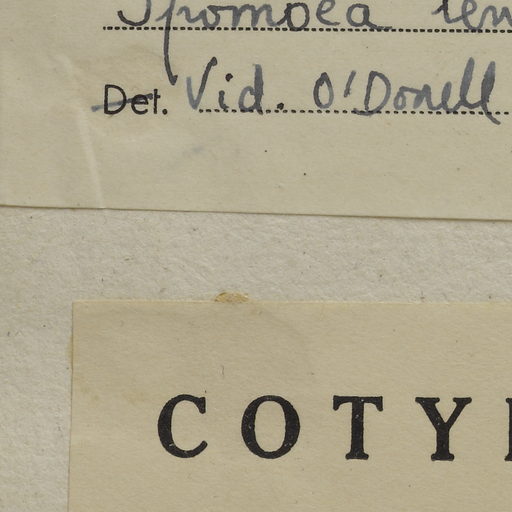 Ipomoea
Det. Vid. O'Donell
COTY